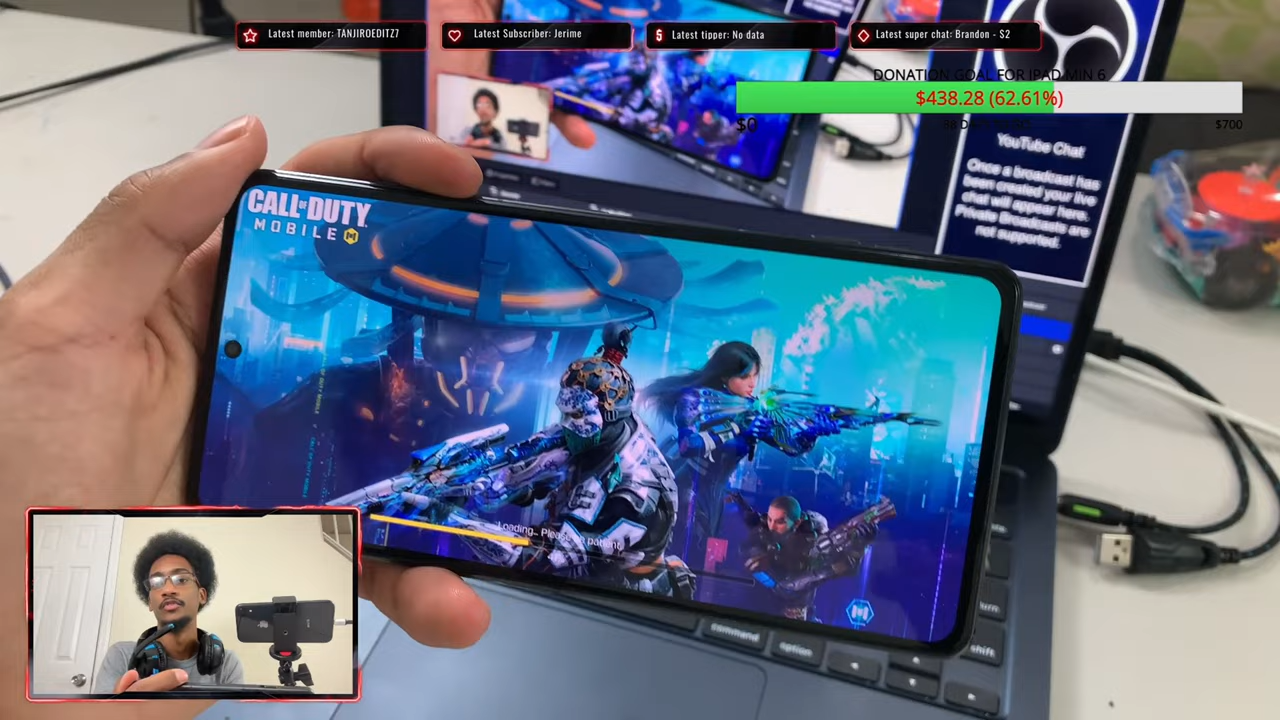 Latest member: TANJIROEDITZ7
Latest Subscriber: Jerime
Latest tipper: No data
Latest super chat: Brandon - $2
DONATION GOAL FOR IPAD MIN 6
$438.28 (62.61%)
$0
$700
YouTube Chat
Once a broadcast has
been created your live
chat will appear here.
Private Broadcasts are
not supported.
CALL OF DUTY
MOBILE
Loading.. Please be patient
command
option
shift